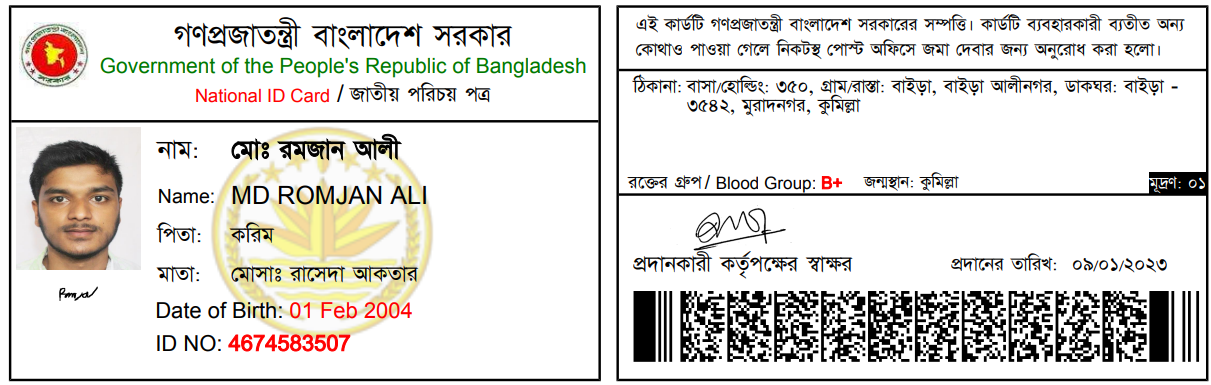 গণপ্রজাতন্ত্রী বাংলাদেশ সরকার
Government of the People's Republic of Bangladesh
National ID Card / জাতীয় পরিচয় পত্র
নাম: মোঃ রমজান আলী
Name: MD ROMJAN ALI
পিতা: করিম
মাতা: মোসাঃ রাসেদা আকতার
Date of Birth: 01 Feb 2004
ID NO: 4674583507
এই কার্ডটি গণপ্রজাতন্ত্রী বাংলাদেশ সরকারের সম্পত্তি। কার্ডটি ব্যবহারকারী ব্যতীত অন্য
কোথাও পাওয়া গেলে নিকটস্থ পোস্ট অফিসে জমা দেবার জন্য অনুরোধ করা হলো।
ঠিকানা: বাসা/হোল্ডিং: ৩৫০, গ্রাম/রাস্তা: বাইড়া, বাইড়া আলীনগর, ডাকঘর: বাইড়া -
৩৫৪২, মুরাদনগর, কুমিল্লা
রক্তের গ্রুপ / Blood Group: B+ জন্মস্থান: কুমিল্লা মূদ্রণ: ০১
প্রদানকারী কর্তৃপক্ষের স্বাক্ষর প্রদানের তারিখ: ০৯/০১/২০২৩